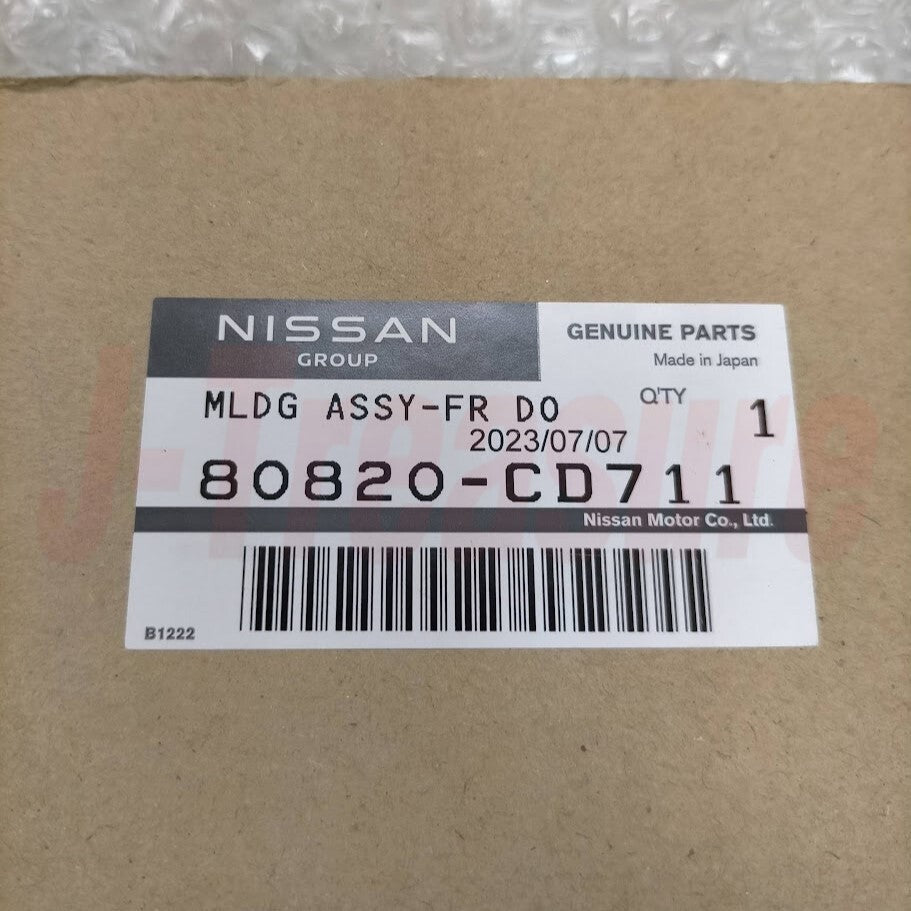 NISSAN
GROUP
GENUINE PARTS
Made in Japan
MLDG ASSY-FR DO
Q'TY
1
2023/07/07
80820-CD711
Nissan Motor Co., Ltd.
B1222
J-Treasure